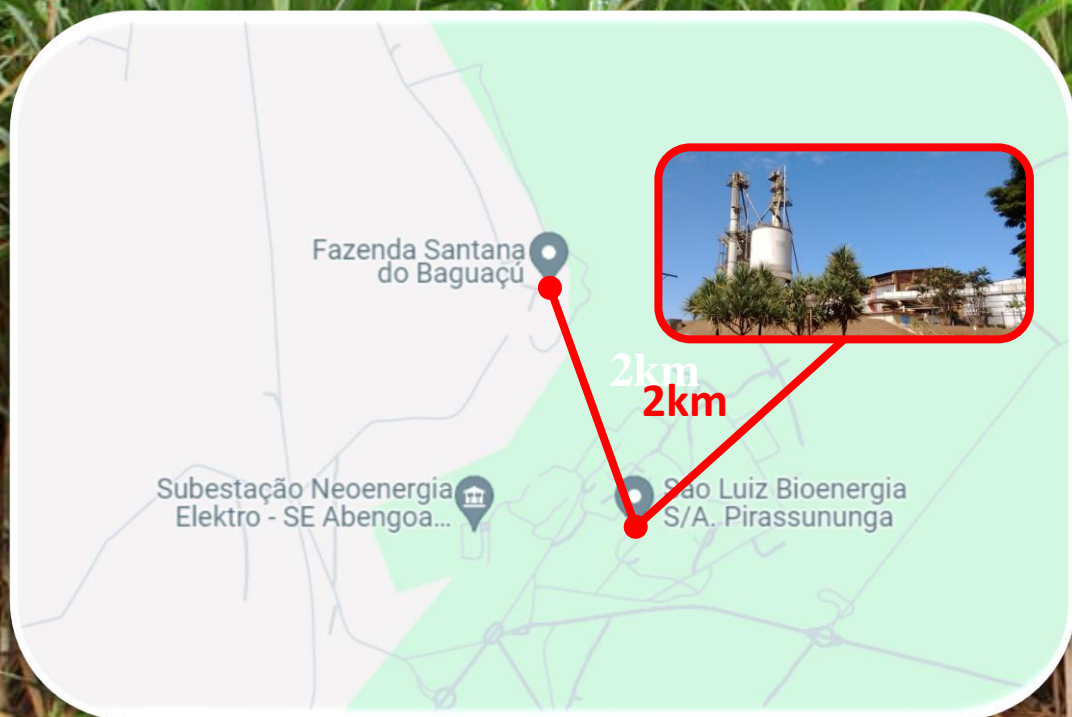 Fazenda Santana
do Baguaçú
2km
2km
Subestação Neoenergia
Elektro - SE Abengoa...
São Luiz Bioenergia
S/A. Pirassununga